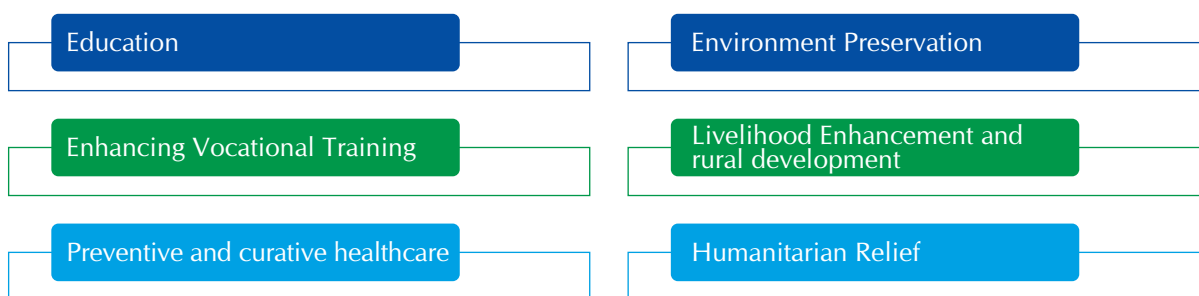 Education
Environment Preservation
Enhancing Vocational Training
Livelihood Enhancement and
rural development
Preventive and curative healthcare
Humanitarian Relief